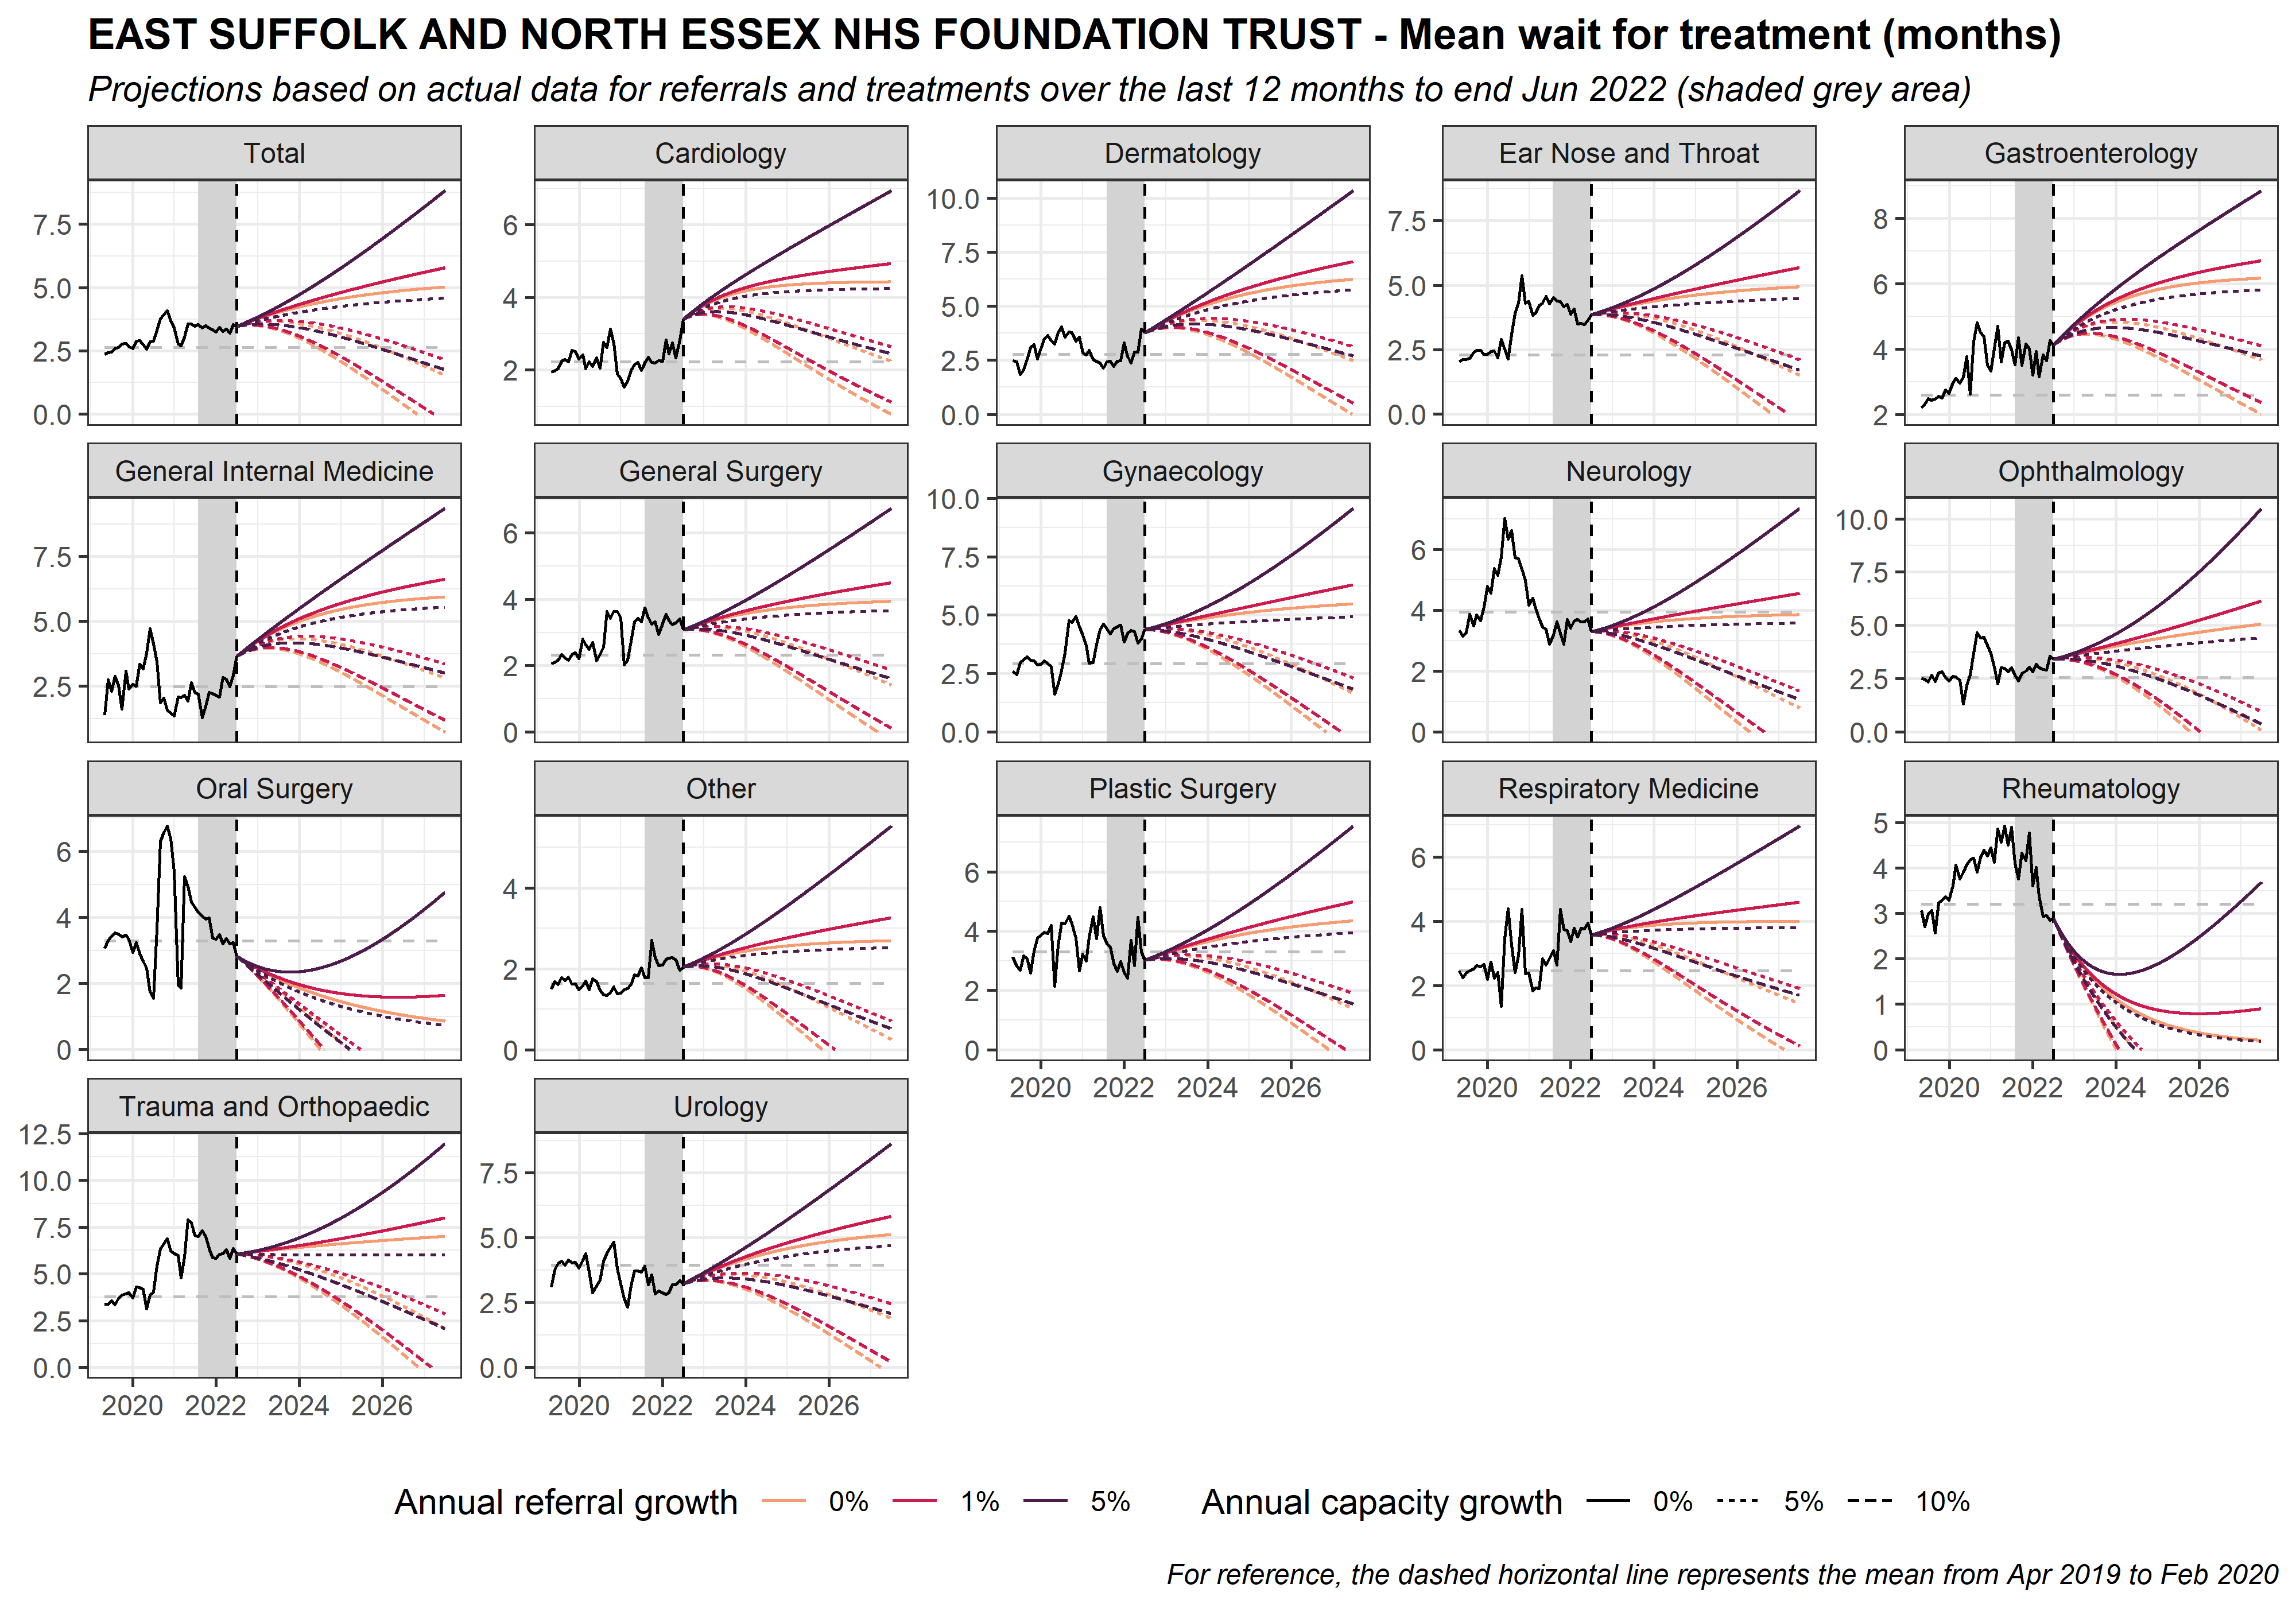 EAST SUFFOLK AND NORTH ESSEX NHS FOUNDATION TRUST - Mean wait for treatment (months)
Projections based on actual data for referrals and treatments over the last 12 months to end Jun 2022 (shaded grey area)
Total
Cardiology
Dermatology
Ear Nose and Throat
Gastroenterology
7.5
5.0
2.5
0.0
6
4
2
10.0
7.5
5.0
2.5
0.0
7.5
5.0
2.5
0.0
8
6
4
2
General Internal Medicine
General Surgery
Gynaecology
Neurology
Ophthalmology
7.5
5.0
2.5
6
4
2
0
10.0
7.5
5.0
2.5
0.0
6
4
2
0
10.0
7.5
5.0
2.5
0.0
Oral Surgery
Other
Plastic Surgery
Respiratory Medicine
Rheumatology
6
4
2
0
4
2
0
6
4
2
0
6
4
2
0
5
4
3
2
1
0
2020 2022 2024 2026
2020 2022 2024 2026
2020 2022 2024 2026
Trauma and Orthopaedic
Urology
12.5
10.0
7.5
5.0
2.5
0.0
7.5
5.0
2.5
0.0
2020 2022 2024 2026
2020 2022 2024 2026
Annual referral growth 0% 1% 5% Annual capacity growth 0% 5% 10%
For reference, the dashed horizontal line represents the mean from Apr 2019 to Feb 2020